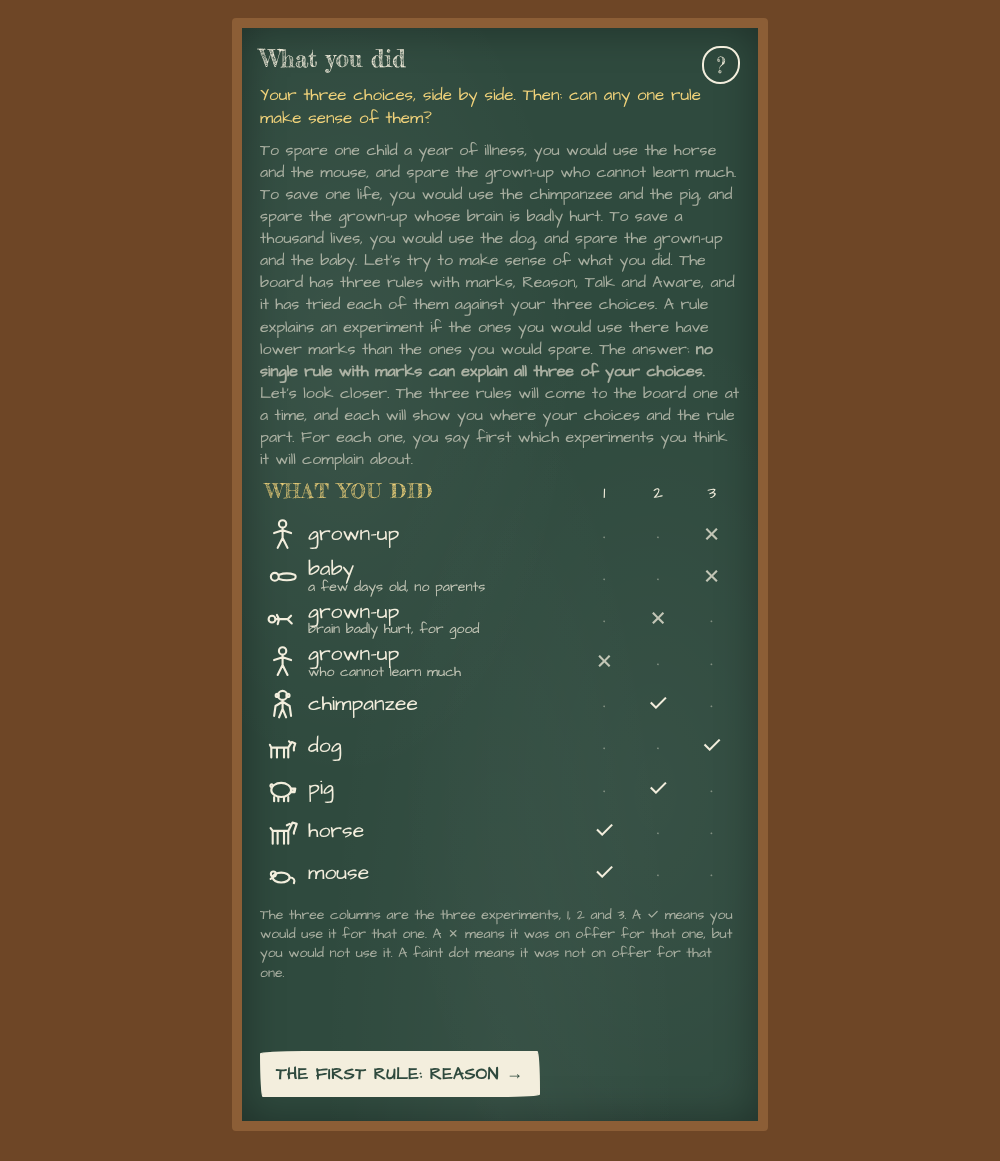 What you did
?
Your three choices, side by side. Then: can any one rule
make sense of them?
To spare one child a year of illness, you would use the horse
and the mouse, and spare the grown-up who cannot learn much.
To save one life, you would use the chimpanzee and the pig, and
spare the grown-up whose brain is badly hurt. To save a
thousand lives, you would use the dog, and spare the grown-up
and the baby. Let's try to make sense of what you did. The
board has three rules with marks, Reason, Talk and Aware, and
it has tried each of them against your three choices. A rule
explains an experiment if the ones you would use there have
lower marks than the ones you would spare. The answer: no
single rule with marks can explain all three of your choices.
Let's look closer. The three rules will come to the board one at
a time, and each will show you where your choices and the rule
part. For each one, you say first which experiments you think
it will complain about.
WHAT YOU DID 1 2 3
grown-up · · ✕
baby · · ✕
a few days old, no parents
grown-up · ✕ ·
brain badly hurt, for good
grown-up ✕ · ·
who cannot learn much
chimpanzee · ✓ ·
dog · · ✓
pig · ✓ ·
horse ✓ · ·
mouse ✓ · ·
The three columns are the three experiments, 1, 2 and 3. A ✓ means you
would use it for that one. A ✕ means it was on offer for that one, but
you would not use it. A faint dot means it was not on offer for that
one.
THE FIRST RULE: REASON →